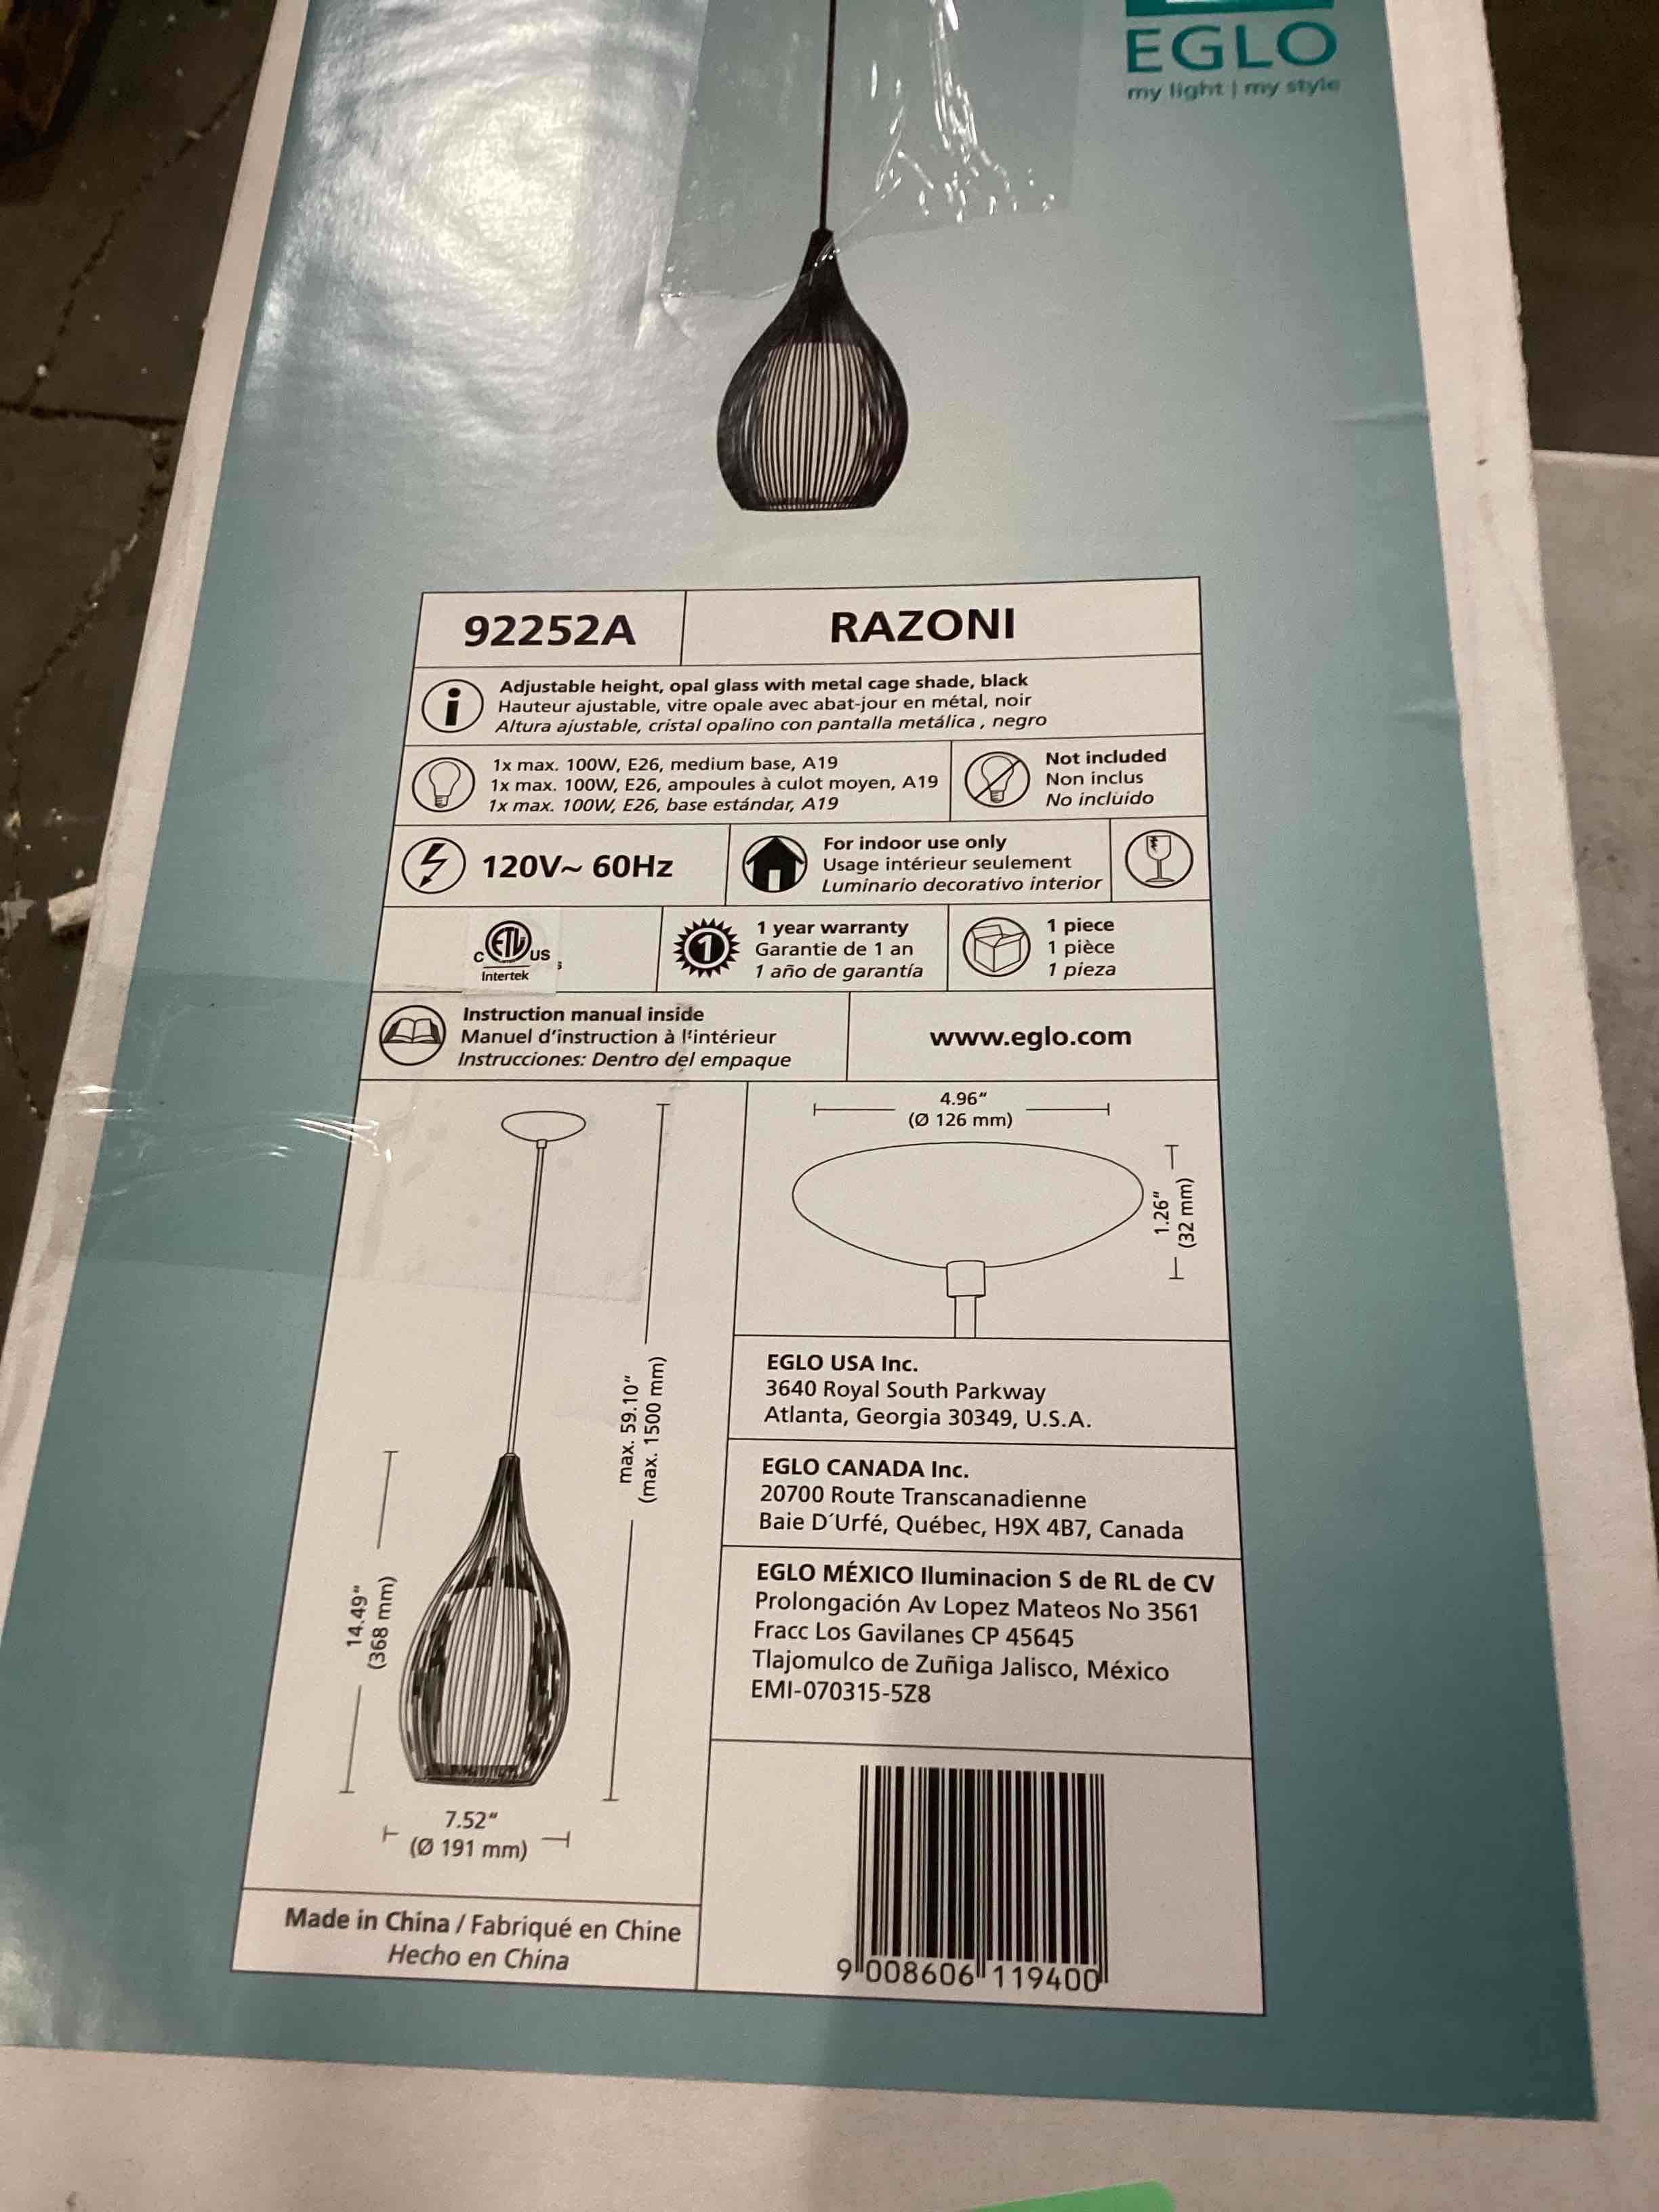 EGLO
my light | my style
92252A
RAZONI
Adjustable height, opal glass with metal cage shade, black
Hauteur ajustable, vitre opale avec abat-jour en métal, noir
Altura ajustable, cristal opalino con pantalla metálica , negro
1x max. 100W, E26, medium base, A19
1x max. 100W, E26, ampoules à culot moyen, A19
1x max. 100W, E26, base estándar, A19
Not included
Non inclus
No incluido
120V~ 60Hz
For indoor use only
Usage intérieur seulement
Luminario decorativo interior
C ETL US
Intertek
1
1 year warranty
Garantie de 1 an
1 año de garantía
1 piece
1 pièce
1 pieza
Instruction manual inside
Manuel d'instruction à l'intérieur
Instrucciones: Dentro del empaque
www.eglo.com
4.96"
(Ø 126 mm)
1.26"
(32 mm)
max. 59.10"
(max. 1500 mm)
14.49"
(368 mm)
7.52"
(Ø 191 mm)
EGLO USA Inc.
3640 Royal South Parkway
Atlanta, Georgia 30349, U.S.A.
EGLO CANADA Inc.
20700 Route Transcanadienne
Baie D´Urfé, Québec, H9X 4B7, Canada
EGLO MÉXICO Iluminacion S de RL de CV
Prolongación Av Lopez Mateos No 3561
Fracc Los Gavilanes CP 45645
Tlajomulco de Zuñiga Jalisco, México
EMI-070315-5Z8
Made in China / Fabriqué en Chine
Hecho en China
9 008606 119400